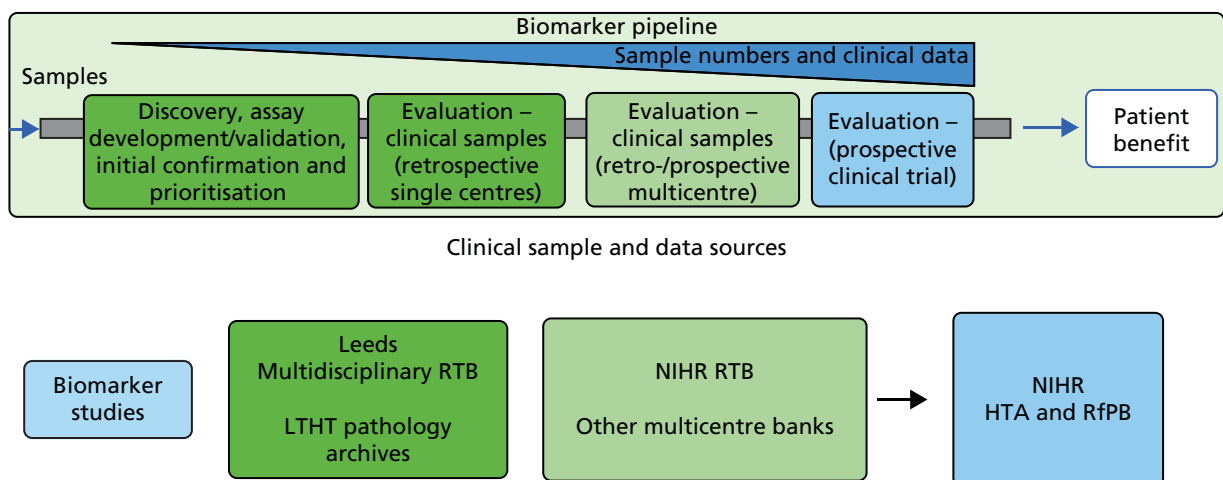 Biomarker pipeline
Sample numbers and clinical data
Samples
Discovery, assay
development/validation,
initial confirmation and
prioritisation
Evaluation –
clinical samples
(retrospective
single centres)
Evaluation –
clinical samples
(retro-/prospective
multicentre)
Evaluation –
(prospective
clinical trial)
Patient
benefit
Clinical sample and data sources
Biomarker
studies
Leeds
Multidisciplinary RTB
LTHT pathology
archives
NIHR RTB
Other multicentre banks
NIHR
HTA and RfPB